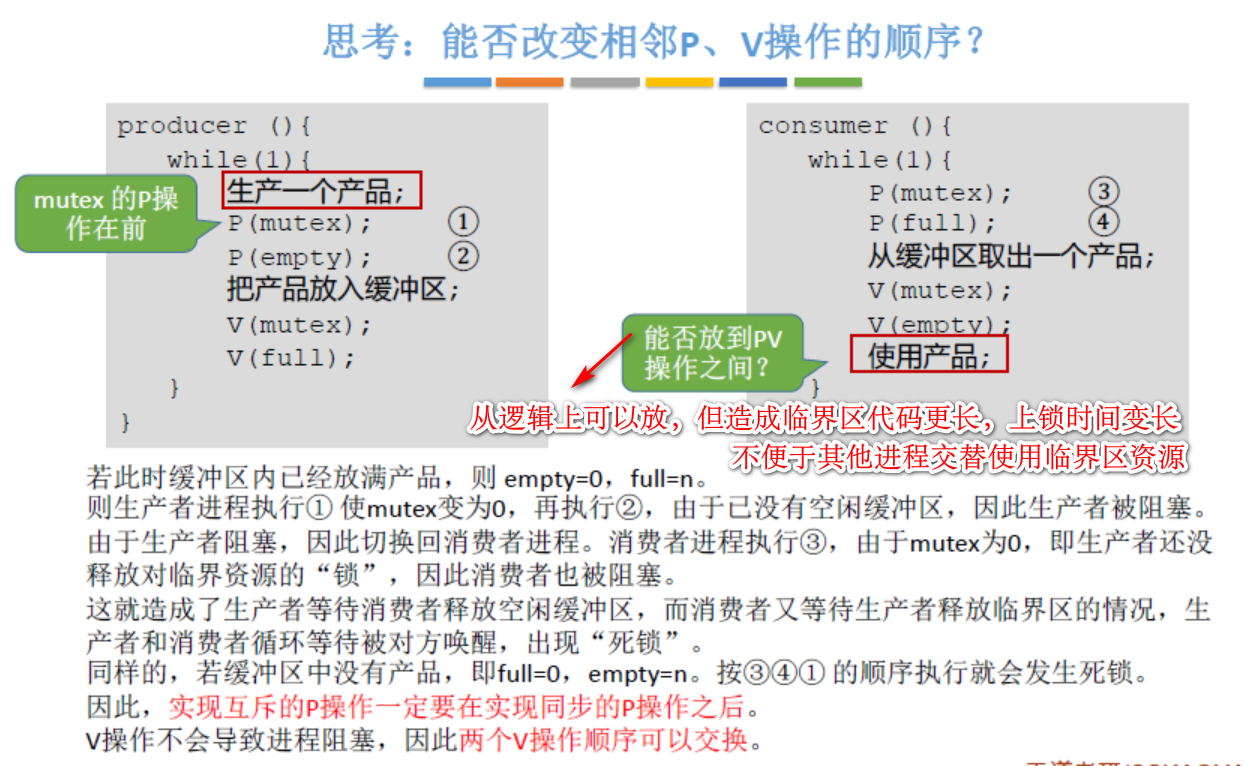 思考：能否改变相邻P、V操作的顺序？
producer (){
while(1){
生产一个产品;
P(mutex); ①
P(empty); ②
把产品放入缓冲区;
V(mutex);
V(full);
}
}
mutex 的P操
作在前
consumer (){
while(1){
P(mutex); ③
P(full); ④
从缓冲区取出一个产品;
V(mutex);
V(empty);
使用产品;
}
能否放到PV
操作之间？
从逻辑上可以放，但造成临界区代码更长，上锁时间变长
不便于其他进程交替使用临界区资源
若此时缓冲区内已经放满产品，则 empty=0，full=n。
则生产者进程执行① 使mutex变为0，再执行②，由于已没有空闲缓冲区，因此生产者被阻塞。
由于生产者阻塞，因此切换回消费者进程。消费者进程执行③，由于mutex为0，即生产者还没
释放对临界资源的“锁”，因此消费者也被阻塞。
这就造成了生产者等待消费者释放空闲缓冲区，而消费者又等待生产者释放临界区的情况，生
产者和消费者循环等待被对方唤醒，出现“死锁”。
同样的，若缓冲区中没有产品，即full=0，empty=n。按③④① 的顺序执行就会发生死锁。
因此，实现互斥的P操作一定要在实现同步的P操作之后。
V操作不会导致进程阻塞，因此两个V操作顺序可以交换。